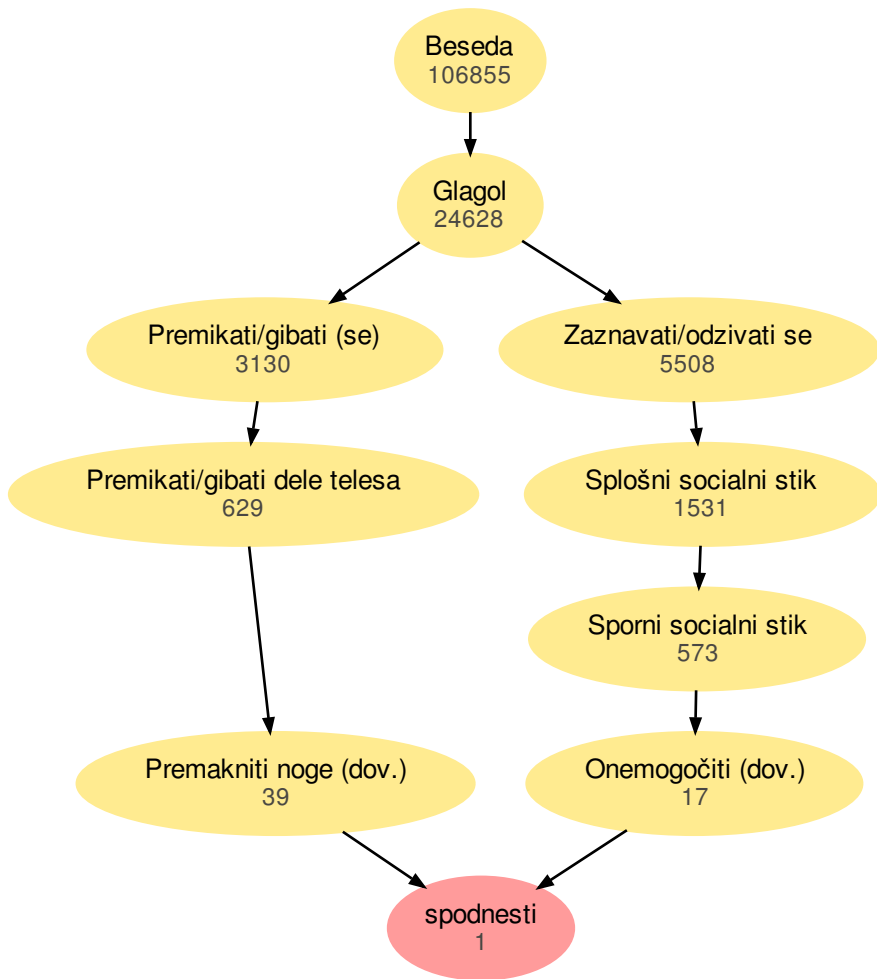 Beseda
106855
Glagol
24628
Premikati/gibati (se)
3130
Zaznavati/odzivati se
5508
Premikati/gibati dele telesa
629
Splošni socialni stik
1531
Sporni socialni stik
573
Premakniti noge (dov.)
39
Onemogočiti (dov.)
17
spodnesti
1